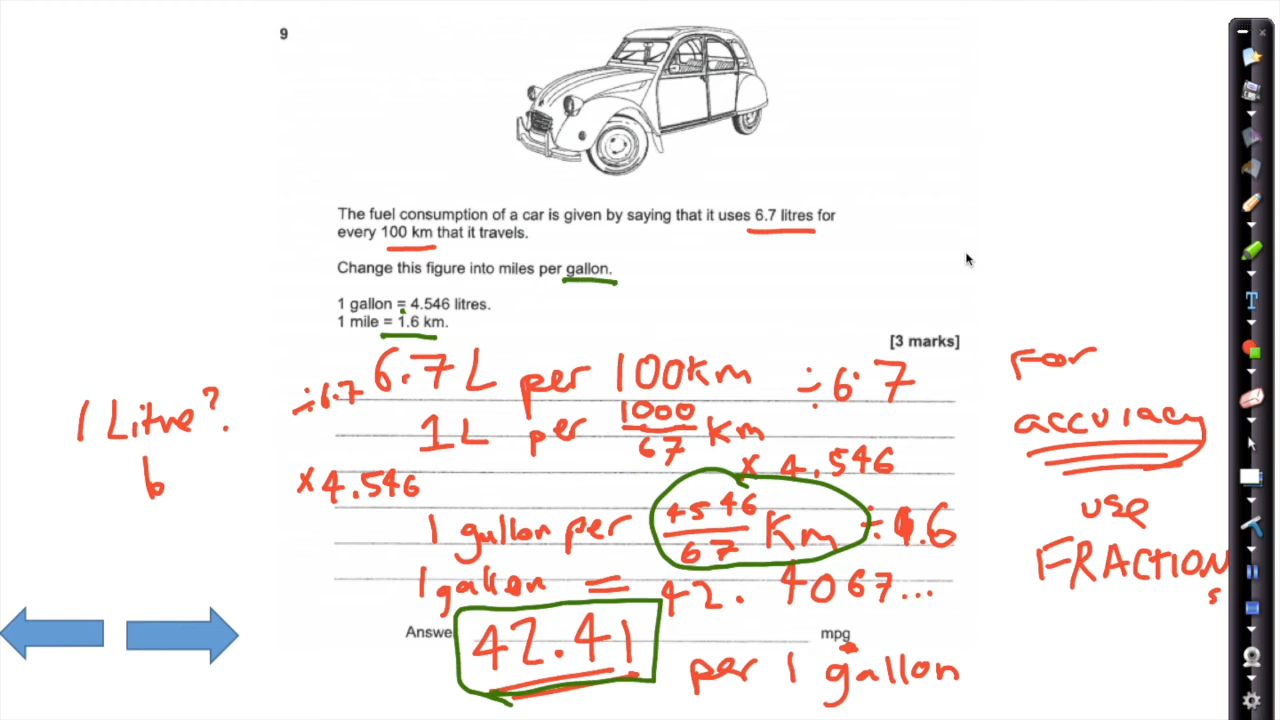 9
The fuel consumption of a car is given by saying that it uses 6.7 litres for
every 100 km that it travels.
Change this figure into miles per gallon.
1 gallon = 4.546 litres.
1 mile = 1.6 km.
[3 marks]
÷6.7 6.7 L per 100km ÷ 6.7
For
1 Litre? 1L per 1000/67 km
accuracy
b
×4.546 × 4.546
use
1 gallon per 4546/67 Km ÷ 1.6
FRACTIONs
1 gallon = 42.4067...
Answe 42.41 mpg
per 1 gallon
T